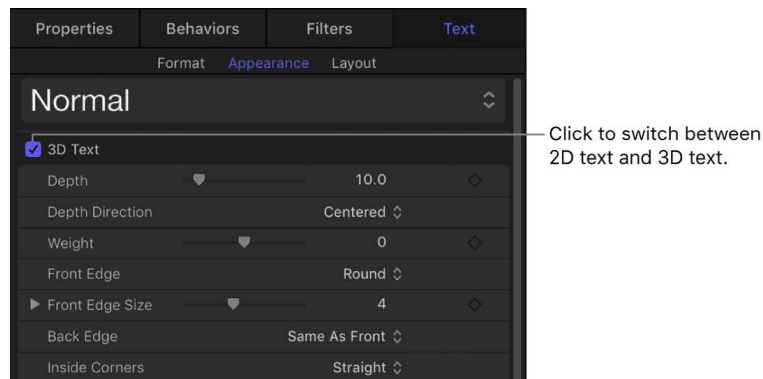 Properties Behaviors Filters Text
Format Appearance Layout
Normal
Click to switch between
2D text and 3D text.
3D Text
Depth 10.0
Depth Direction Centered
Weight 0
Front Edge Round
Front Edge Size 4
Back Edge Same As Front
Inside Corners Straight